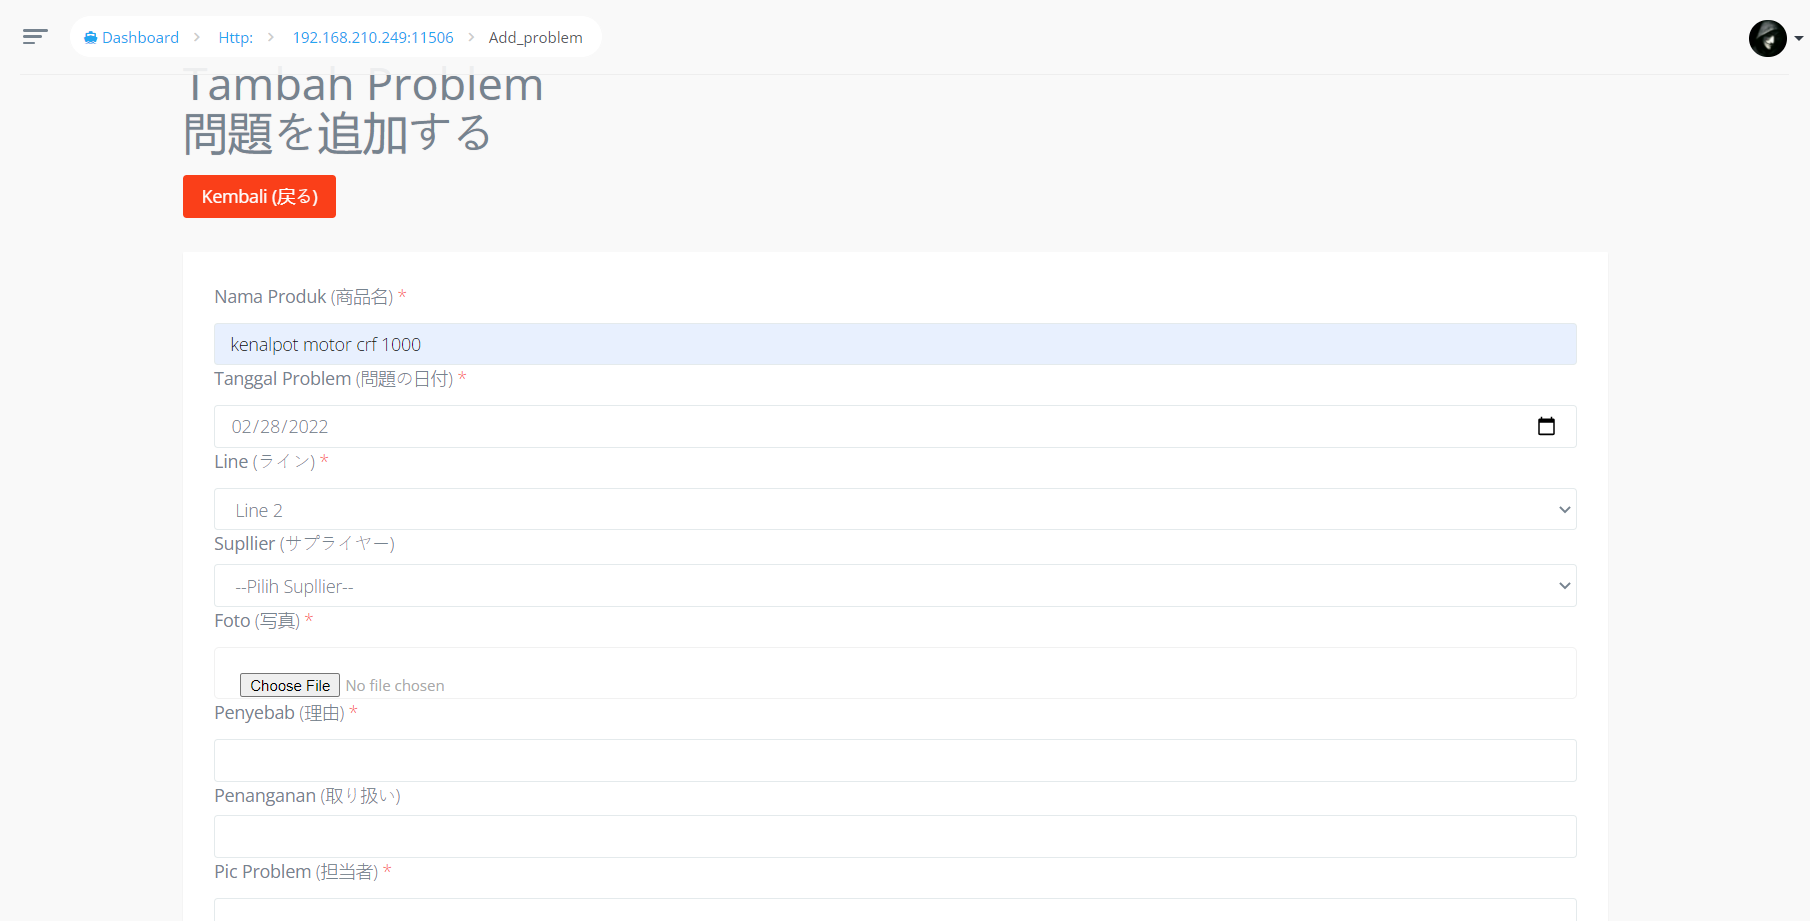 Dashboard > Http: > 192.168.210.249:11506 > Add_problem
Tambah Problem
問題を追加する
Kembali (戻る)
Nama Produk (商品名) *
kenalpot motor crf 1000
Tanggal Problem (問題の日付) *
02/28/2022
Line (ライン) *
Line 2
Supllier (サプライヤー)
--Pilih Supllier--
Foto (写真) *
Choose File No file chosen
Penyebab (理由) *
Penanganan (取り扱い)
Pic Problem (担当者) *